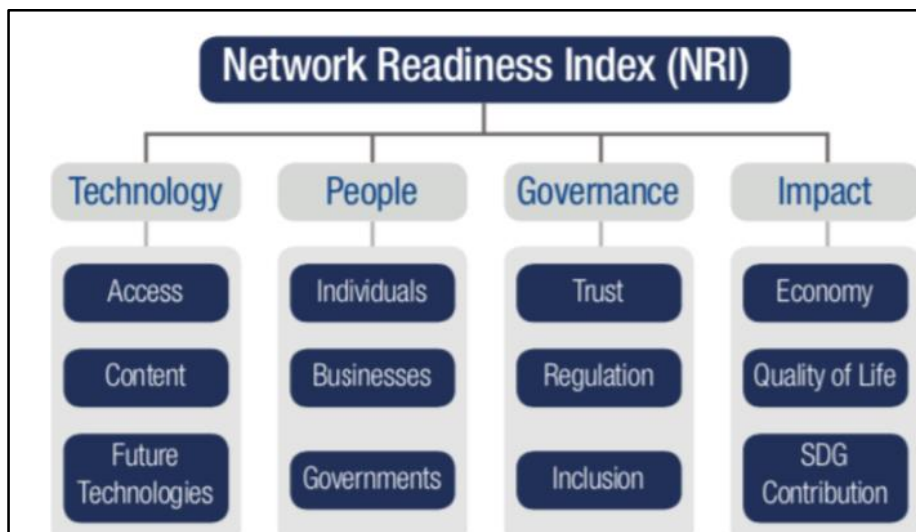 Network Readiness Index (NRI)
Technology
People
Governance
Impact
Access
Individuals
Trust
Economy
Content
Businesses
Regulation
Quality of Life
Future
Technologies
Governments
Inclusion
SDG
Contribution